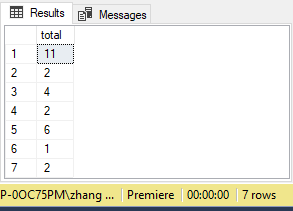 Results Messages
total
1 11
2 2
3 4
4 2
5 6
6 1
7 2
P-0OC75PM\zhang ... Premiere 00:00:00 7 rows